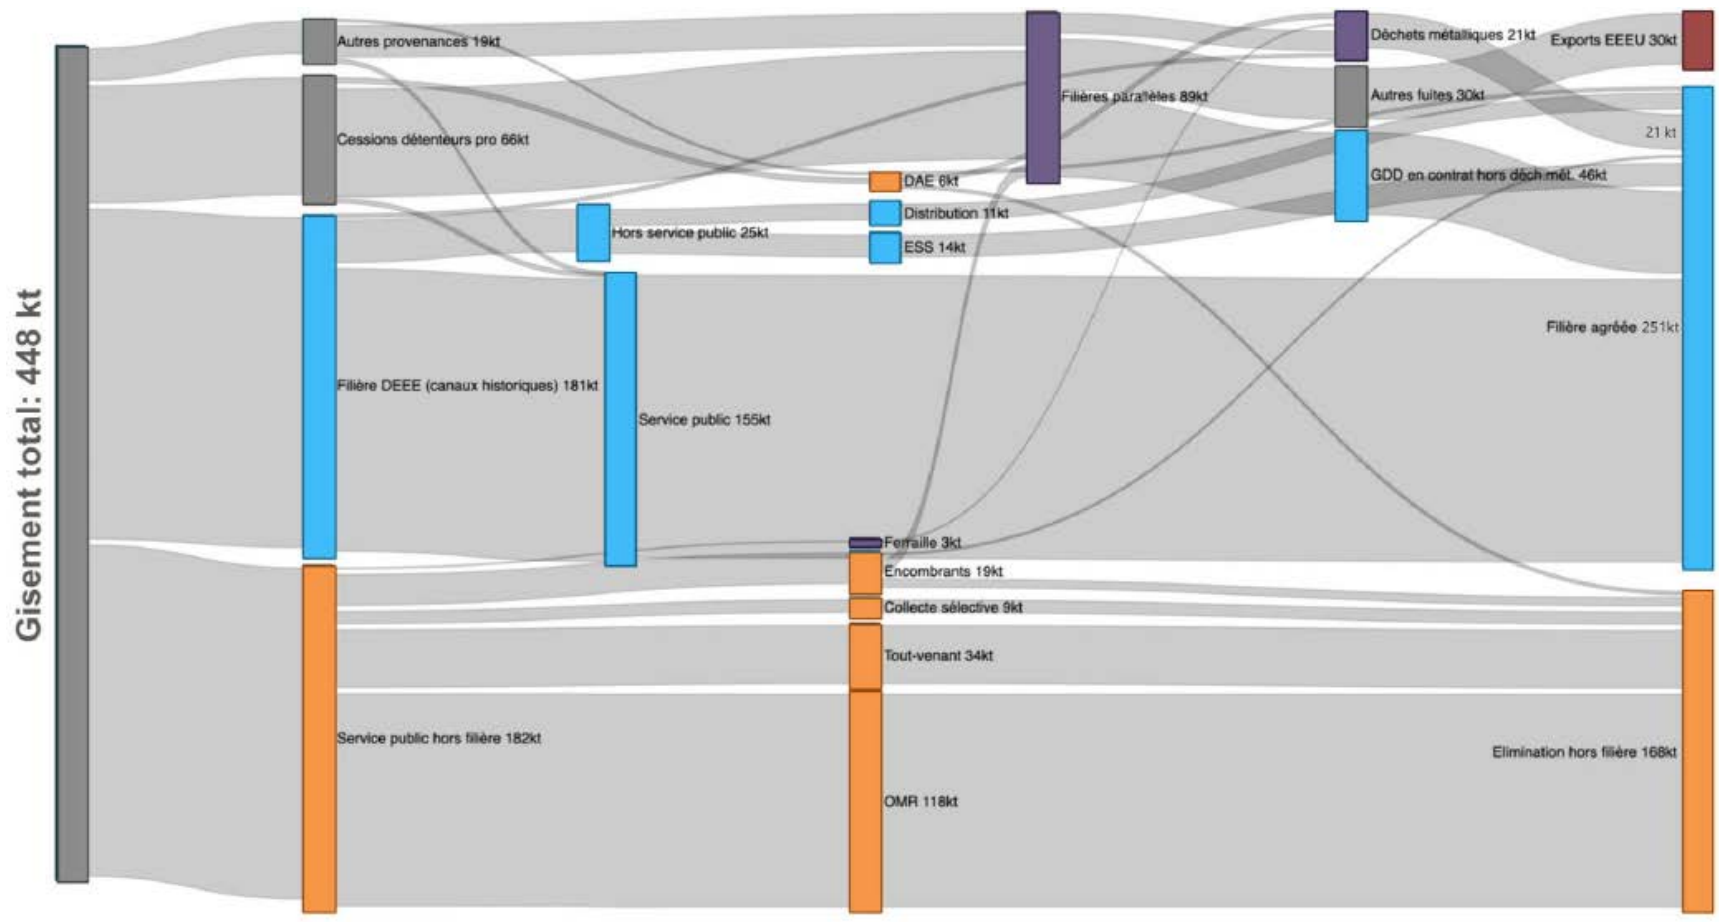 Gisement total: 448 kt
Autres provenances 19kt
Cessions détenteurs pro 66kt
Filière DEEE (canaux historiques) 181kt
Service public hors filière 182kt
Hors service public 25kt
Service public 155kt
DAE 6kt
Distribution 11kt
ESS 14kt
Ferraille 3kt
Encombrants 19kt
Collecte sélective 9kt
Tout-venant 34kt
OMR 118kt
Filières parallèles 89kt
Déchets métalliques 21kt
Autres fuites 30kt
GDD en contrat hors déch.mét. 46kt
Exports EEEU 30kt
21 kt
Filière agréée 251kt
Elimination hors filière 168kt